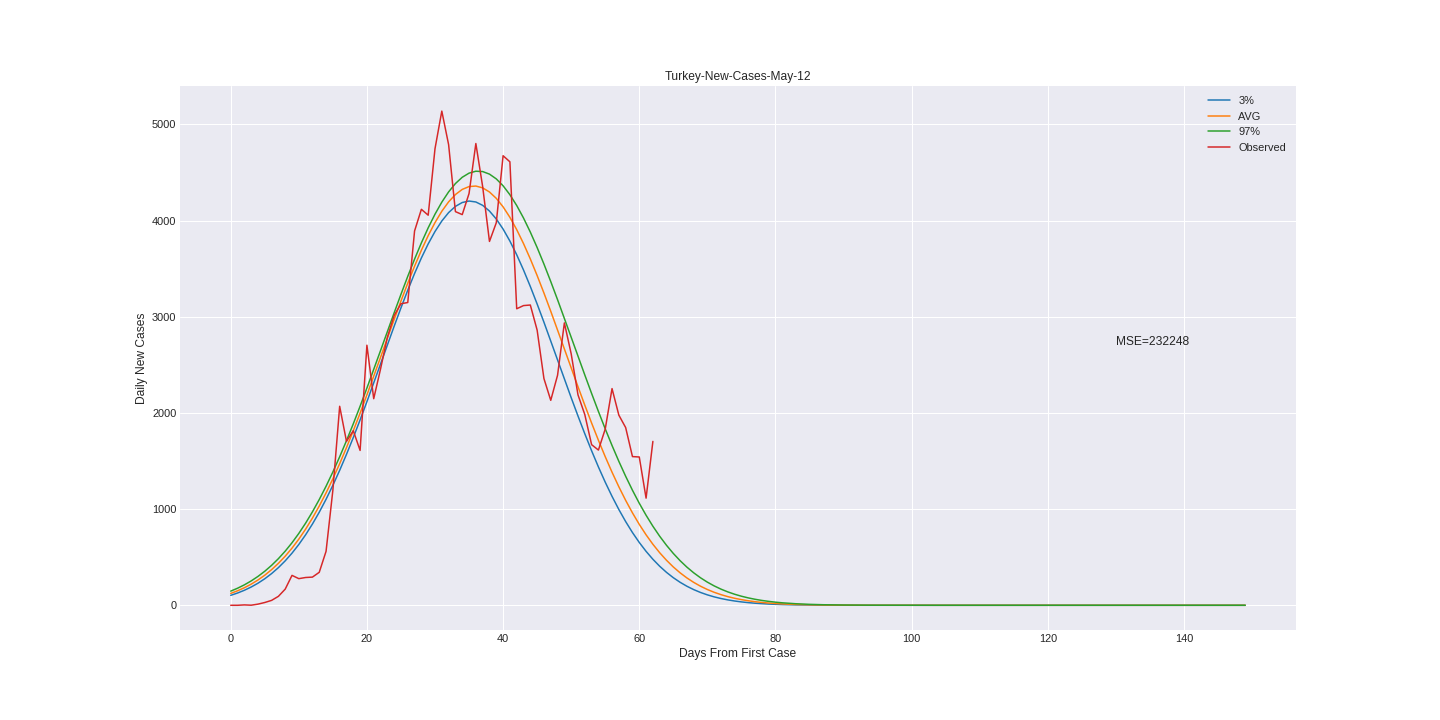 Turkey-New-Cases-May-12
3%
AVG
97%
Observed
5000
4000
3000
2000
1000
0
Daily New Cases
MSE=232248
0 20 40 60 80 100 120 140
Days From First Case